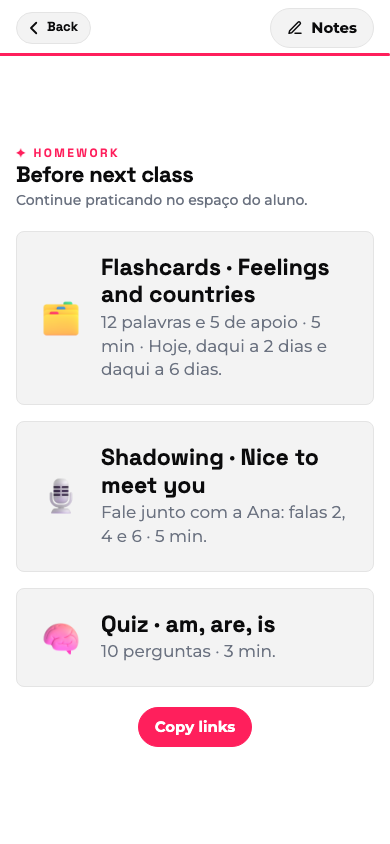 Back
Notes
✦ HOMEWORK
Before next class
Continue praticando no espaço do aluno.
Flashcards · Feelings
and countries
12 palavras e 5 de apoio · 5
min · Hoje, daqui a 2 dias e
daqui a 6 dias.
Shadowing · Nice to
meet you
Fale junto com a Ana: falas 2,
4 e 6 · 5 min.
Quiz · am, are, is
10 perguntas · 3 min.
Copy links